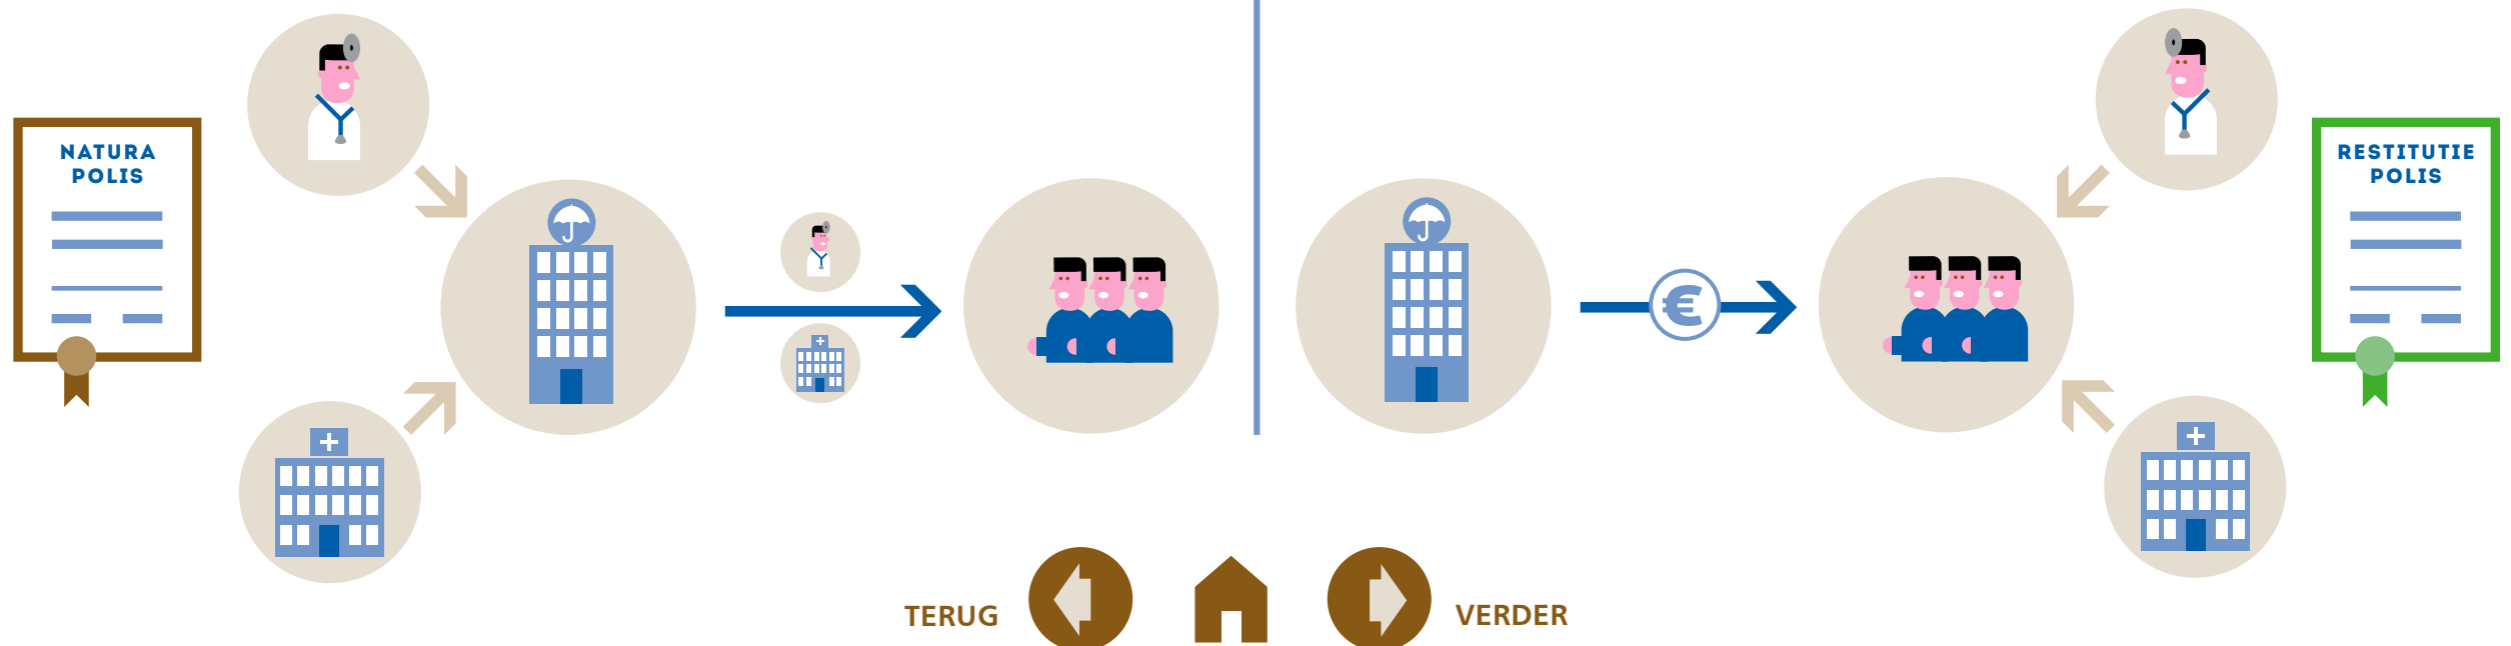 NATURA
POLIS
€
RESTITUTIE
POLIS
TERUG
VERDER